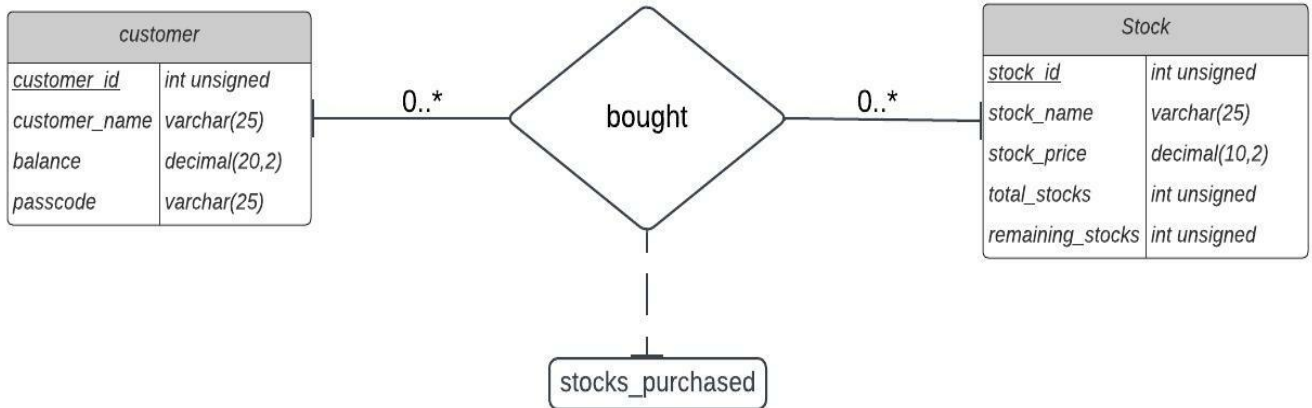 customer
customer_id int unsigned
customer_name varchar(25)
balance decimal(20,2)
passcode varchar(25)
0..*
bought
0..*
Stock
stock_id int unsigned
stock_name varchar(25)
stock_price decimal(10,2)
total_stocks int unsigned
remaining_stocks int unsigned
stocks_purchased